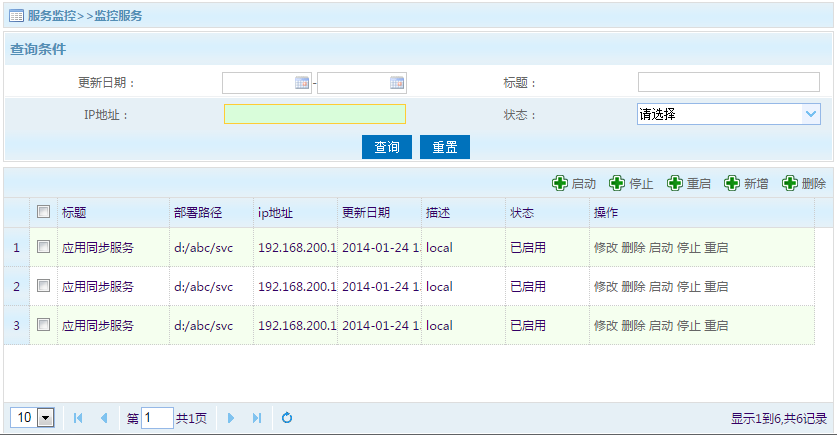 服务监控>>监控服务
查询条件
更新日期： - 标题：
IP地址： 状态： 请选择
查询 重置
启动 停止 重启 新增 删除
标题 部署路径 ip地址 更新日期 描述 状态 操作
1 应用同步服务 d:/abc/svc 192.168.200.1 2014-01-24 1 local 已启用 修改 删除 启动 停止 重启
2 应用同步服务 d:/abc/svc 192.168.200.1 2014-01-24 1 local 已启用 修改 删除 启动 停止 重启
3 应用同步服务 d:/abc/svc 192.168.200.1 2014-01-24 1 local 已启用 修改 删除 启动 停止 重启
10 第 1 共1页 显示1到6,共6记录